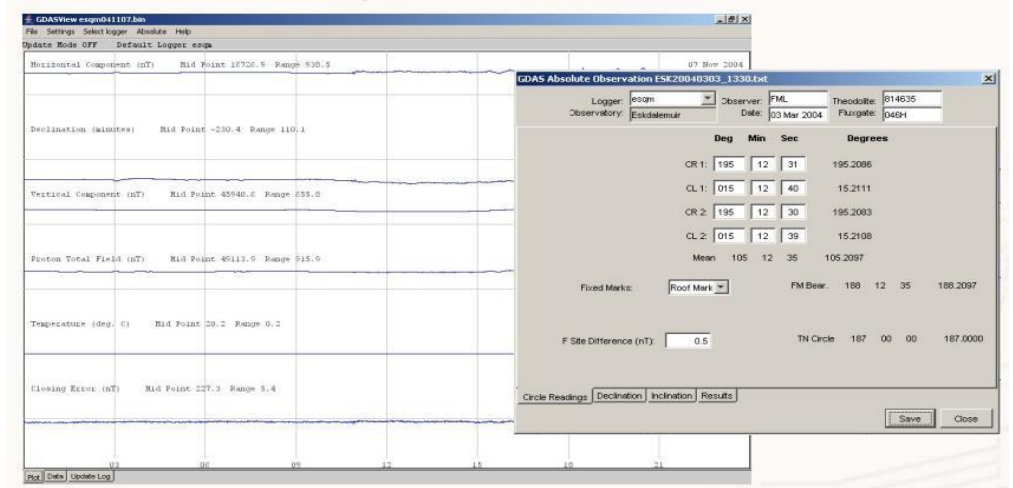 GDASView esqm041107.bin
File Settings Select logger Absolute Help
Update Mode OFF Default Logger esqm
Horizontal Component (nT) Mid Point 16726.9 Range 930.5 07 Nov 2004
Declination (minutes) Mid Point -230.4 Range 110.1
Vertical Component (nT) Mid Point 45940.6 Range 855.8
Proton Total Field (nT) Mid Point 49113.9 Range 915.9
Temperature (deg. C) Mid Point 20.2 Range 0.2
Closing Error (nT) Mid Point 227.3 Range 5.4
03 06 09 12 15 18 21
Plot Data Update Log
GDAS Absolute Observation ESK20040303_1330.txt
Logger: esqm Observer: FML Theodolite: 814635
Observatory: Eskdalemuir Date: 03 Mar 2004 Fluxgate: 046H
Deg Min Sec Degrees
CR 1: 195 12 31 195.2086
CL 1: 015 12 40 15.2111
CR 2: 195 12 30 195.2083
CL 2: 015 12 39 15.2108
Mean 105 12 35 105.2097
Fixed Marks: Roof Mark FM Bear. 188 12 35 188.2097
F Site Difference (nT): 0.5 TN Circle 187 00 00 187.0000
Circle Readings Declination Inclination Results
Save Close